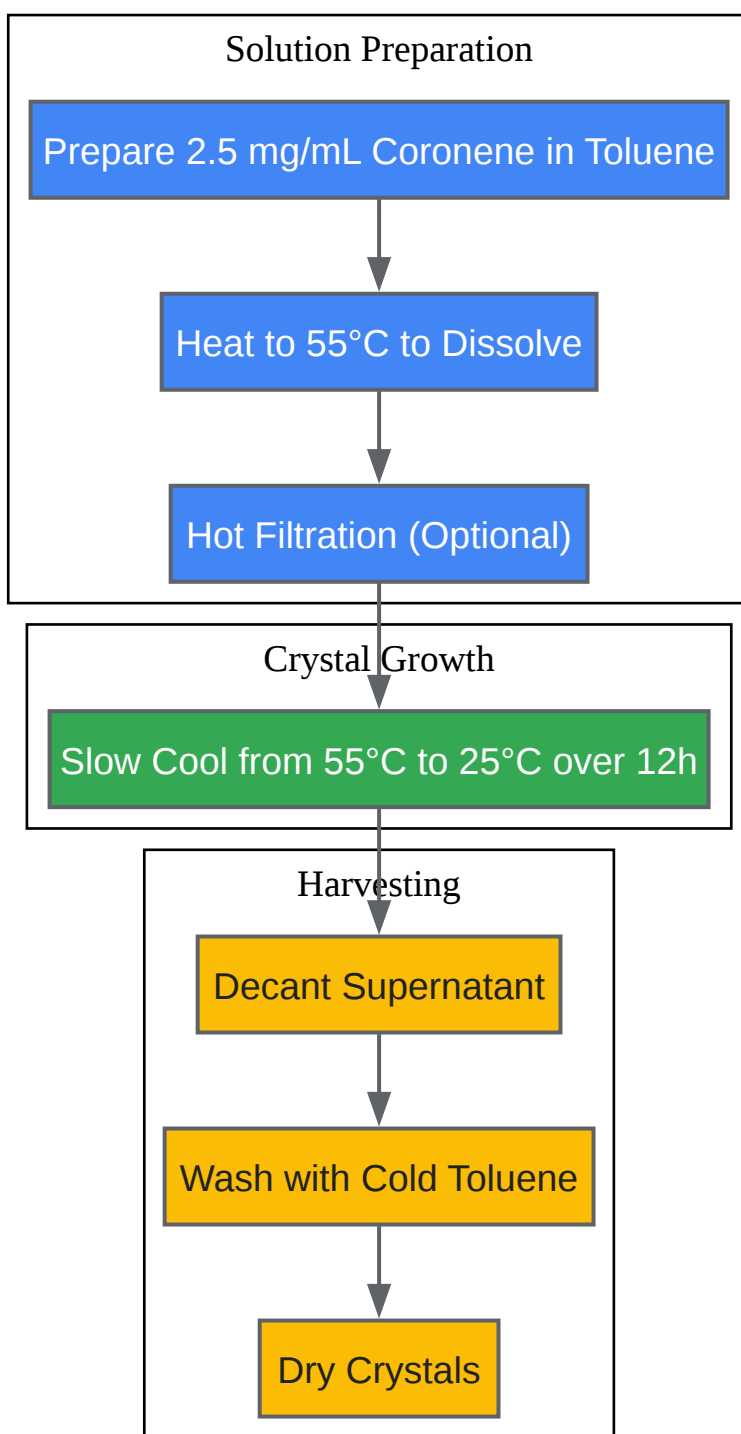 Solution Preparation
Prepare 2.5 mg/mL Coronene in Toluene
Heat to 55°C to Dissolve
Hot Filtration (Optional)
Crystal Growth
Slow Cool from 55°C to 25°C over 12h
Harvesting
Decant Supernatant
Wash with Cold Toluene
Dry Crystals